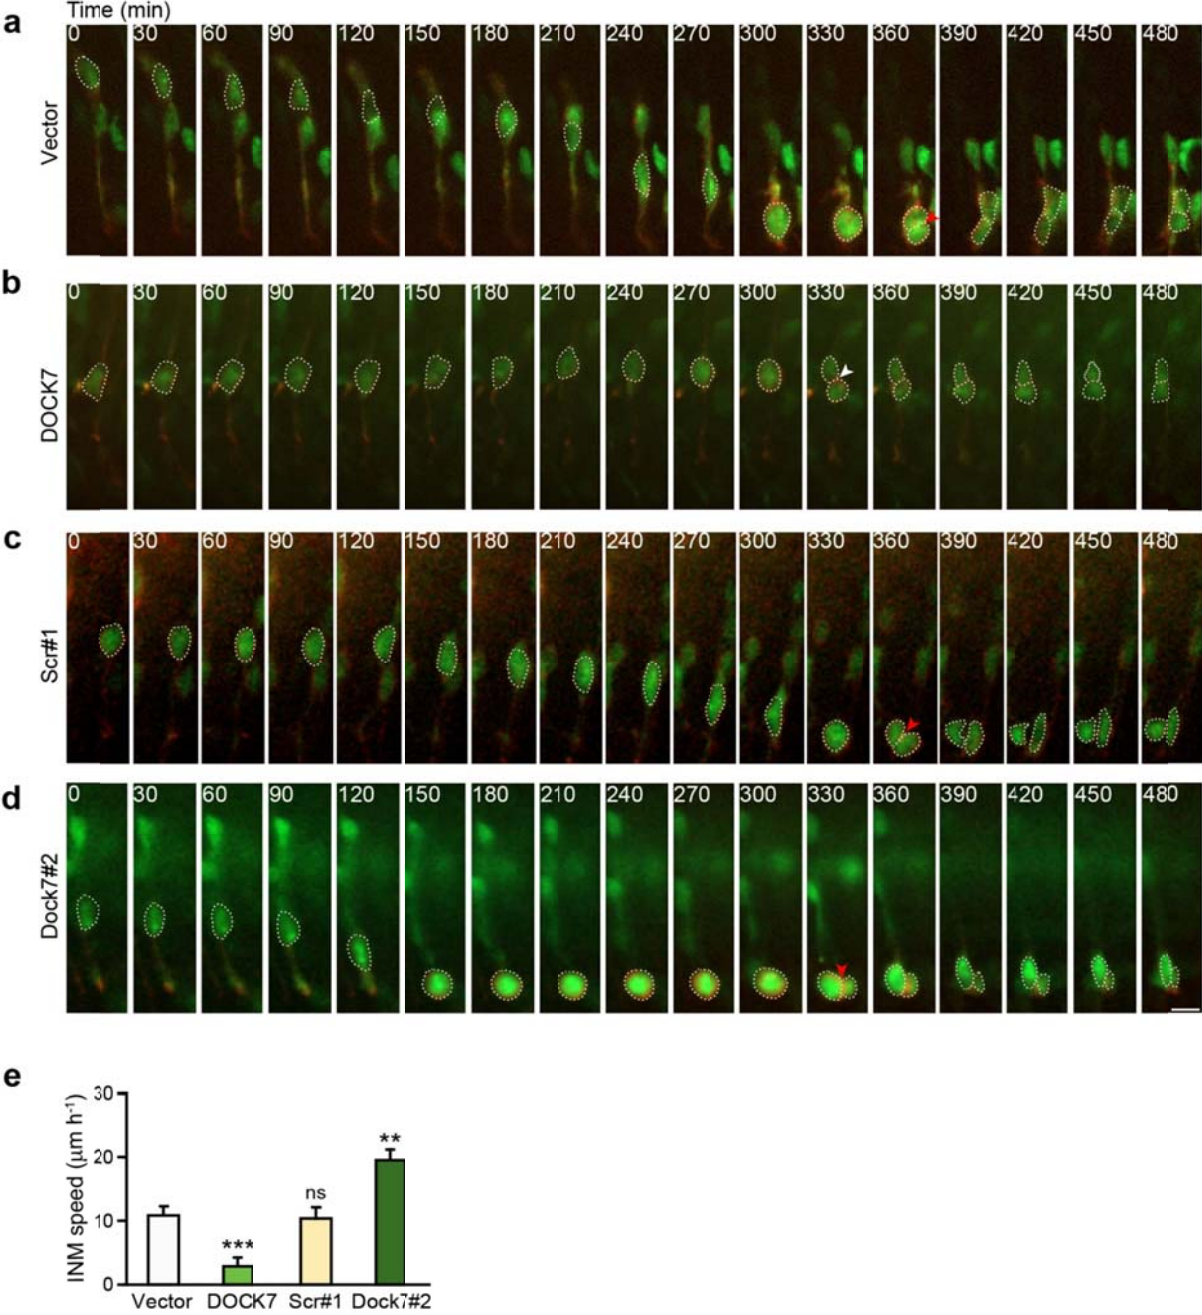 Time (min)
a
0 30 60 90 120 150 180 210 240 270 300 330 360 390 420 450 480
Vector
b
0 30 60 90 120 150 180 210 240 270 300 330 360 390 420 450 480
DOCK7
c
0 30 60 90 120 150 180 210 240 270 300 330 360 390 420 450 480
Scr#1
d
0 30 60 90 120 150 180 210 240 270 300 330 360 390 420 450 480
Dock7#2
e
INM speed (µm h-1)
30
20
10
0
***
ns
**
Vector DOCK7 Scr#1 Dock7#2